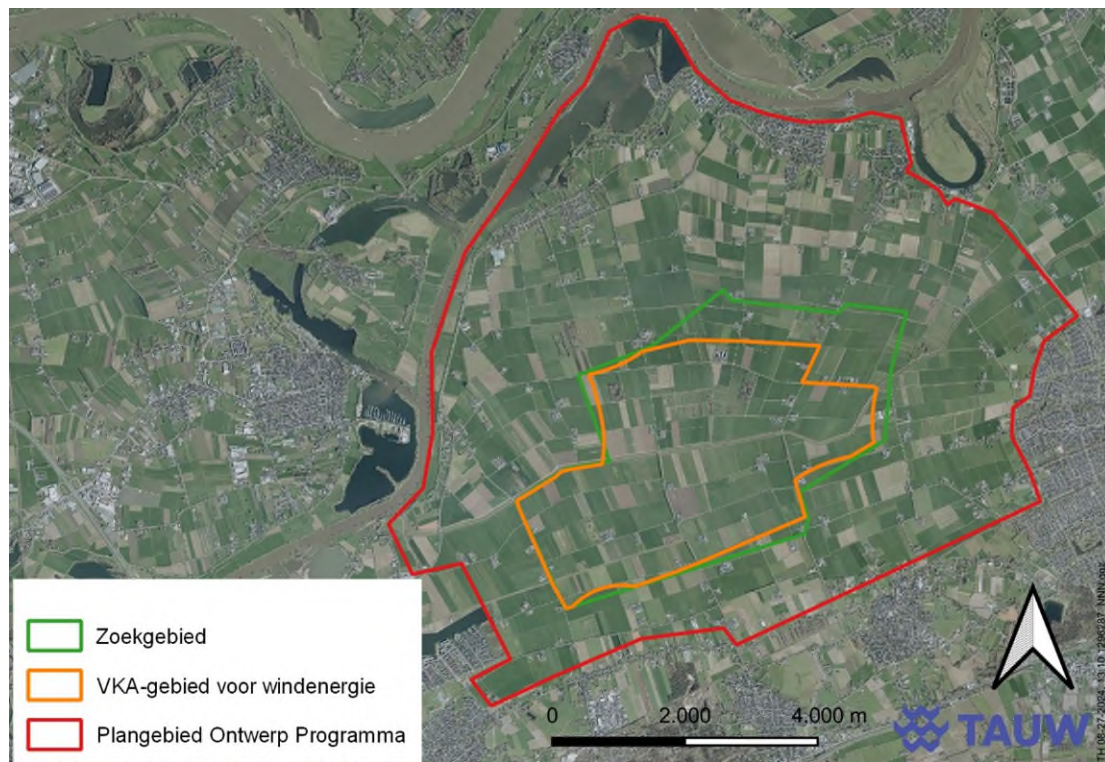 Zoekgebied
VKA-gebied voor windenergie
Plangebied Ontwerp Programma
0 2.000 4.000 m
TAUW